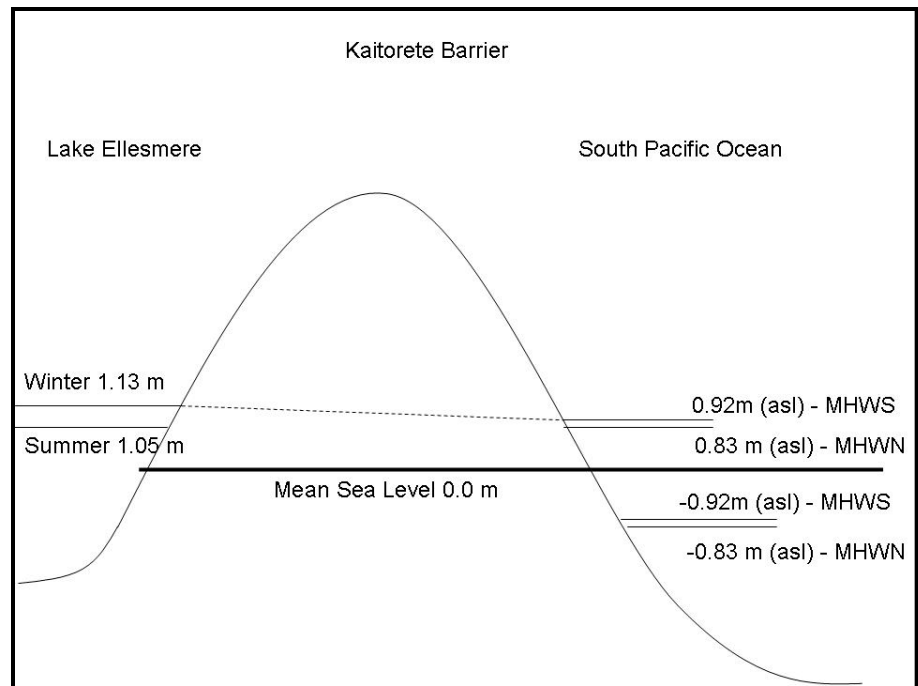 Kaitorete Barrier
Lake Ellesmere
South Pacific Ocean
Winter 1.13 m
Summer 1.05 m
0.92m (asl) - MHWS
0.83 m (asl) - MHWN
Mean Sea Level 0.0 m
-0.92m (asl) - MHWS
-0.83 m (asl) - MHWN